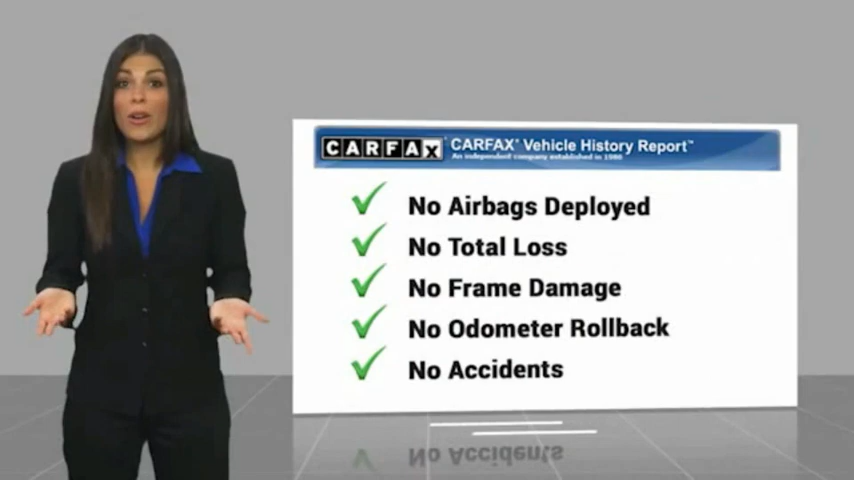 CARFAX CARFAX® Vehicle History Report™
An independent company established in 1986
No Airbags Deployed
No Total Loss
No Frame Damage
No Odometer Rollback
No Accidents
No Accidents